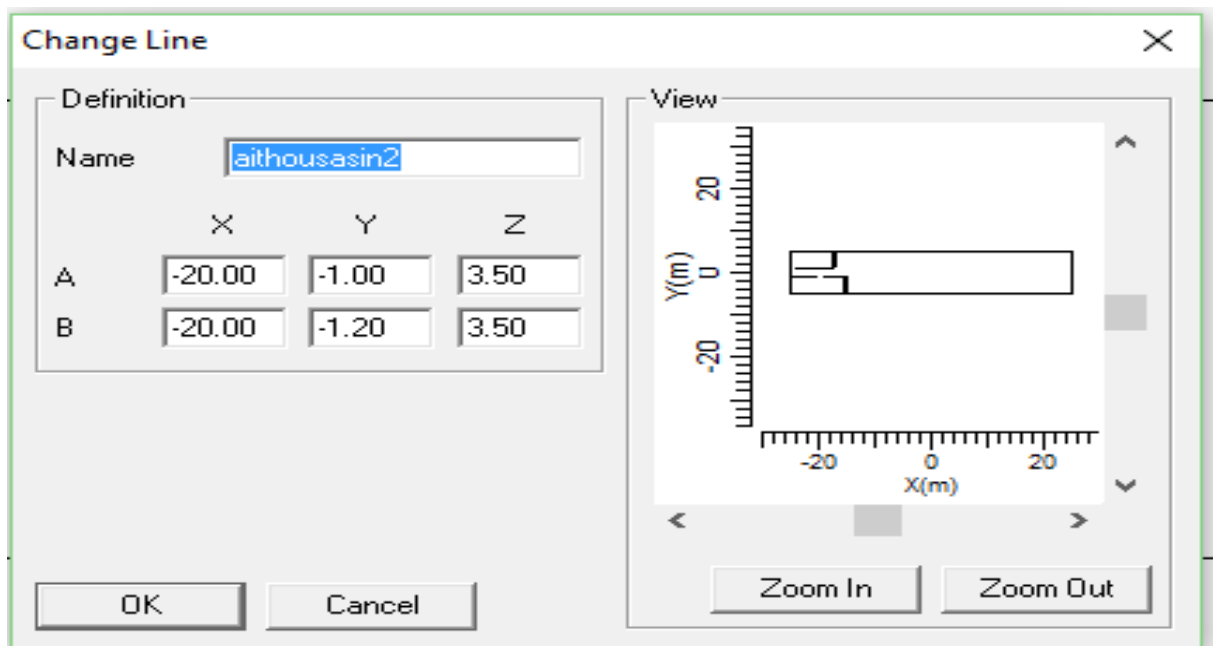 Change Line
Definition
Name aithousasin2
X Y Z
A -20.00 -1.00 3.50
B -20.00 -1.20 3.50
OK Cancel
View
20
0
-20
Y(m)
-20 0 20
X(m)
Zoom In Zoom Out